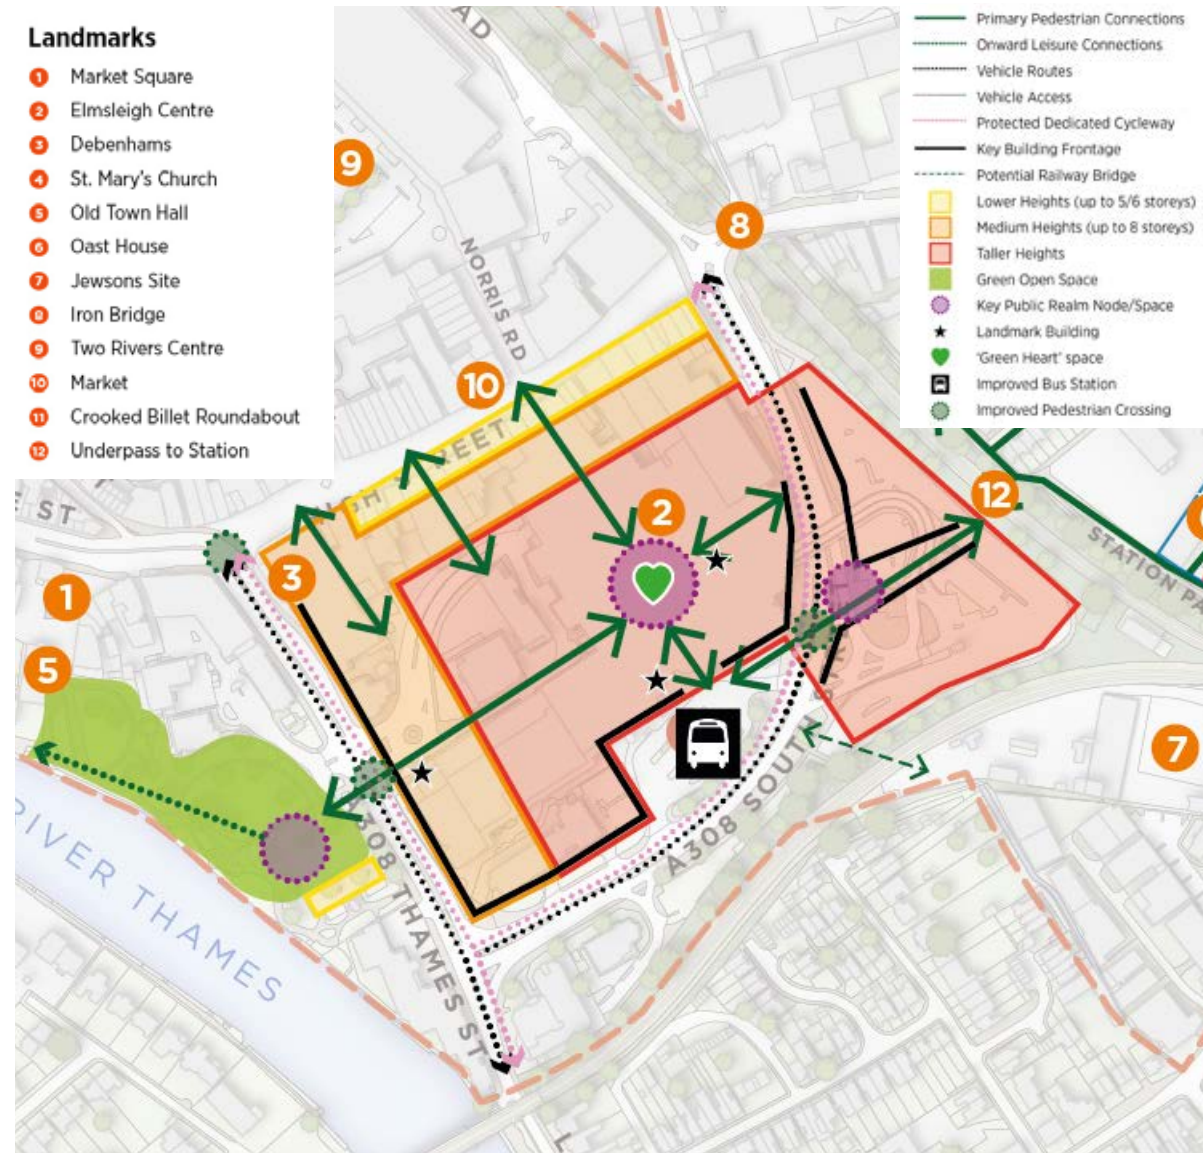 Landmarks
1 Market Square
2 Elmsleigh Centre
3 Debenhams
4 St. Mary's Church
5 Old Town Hall
6 Oast House
7 Jewsons Site
8 Iron Bridge
9 Two Rivers Centre
10 Market
11 Crooked Billet Roundabout
12 Underpass to Station
Primary Pedestrian Connections
Onward Leisure Connections
Vehicle Routes
Vehicle Access
Protected Dedicated Cycleway
Key Building Frontage
Potential Railway Bridge
Lower Heights (up to 5/6 storeys)
Medium Heights (up to 8 storeys)
Taller Heights
Green Open Space
Key Public Realm Node/Space
Landmark Building
'Green Heart' space
Improved Bus Station
Improved Pedestrian Crossing
AD
9
8
NORRIS RD
10
STREET
E ST
2
12
3
1
STATION PA
5
7
A308 SOUTH
A308 THAMES ST
RIVER THAMES
L